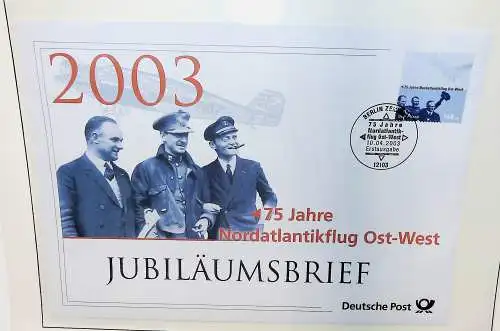 2003
75 Jahre Nordatlantikflug Ost-West
BERLIN ZE
75 Jahre
Nordatlantik-
flug Ost-West
10.04.2003
Erstausgabe
12103
75 Jahre
Nordatlantikflug Ost-West
JUBILÄUMSBRIEF
Deutsche Post